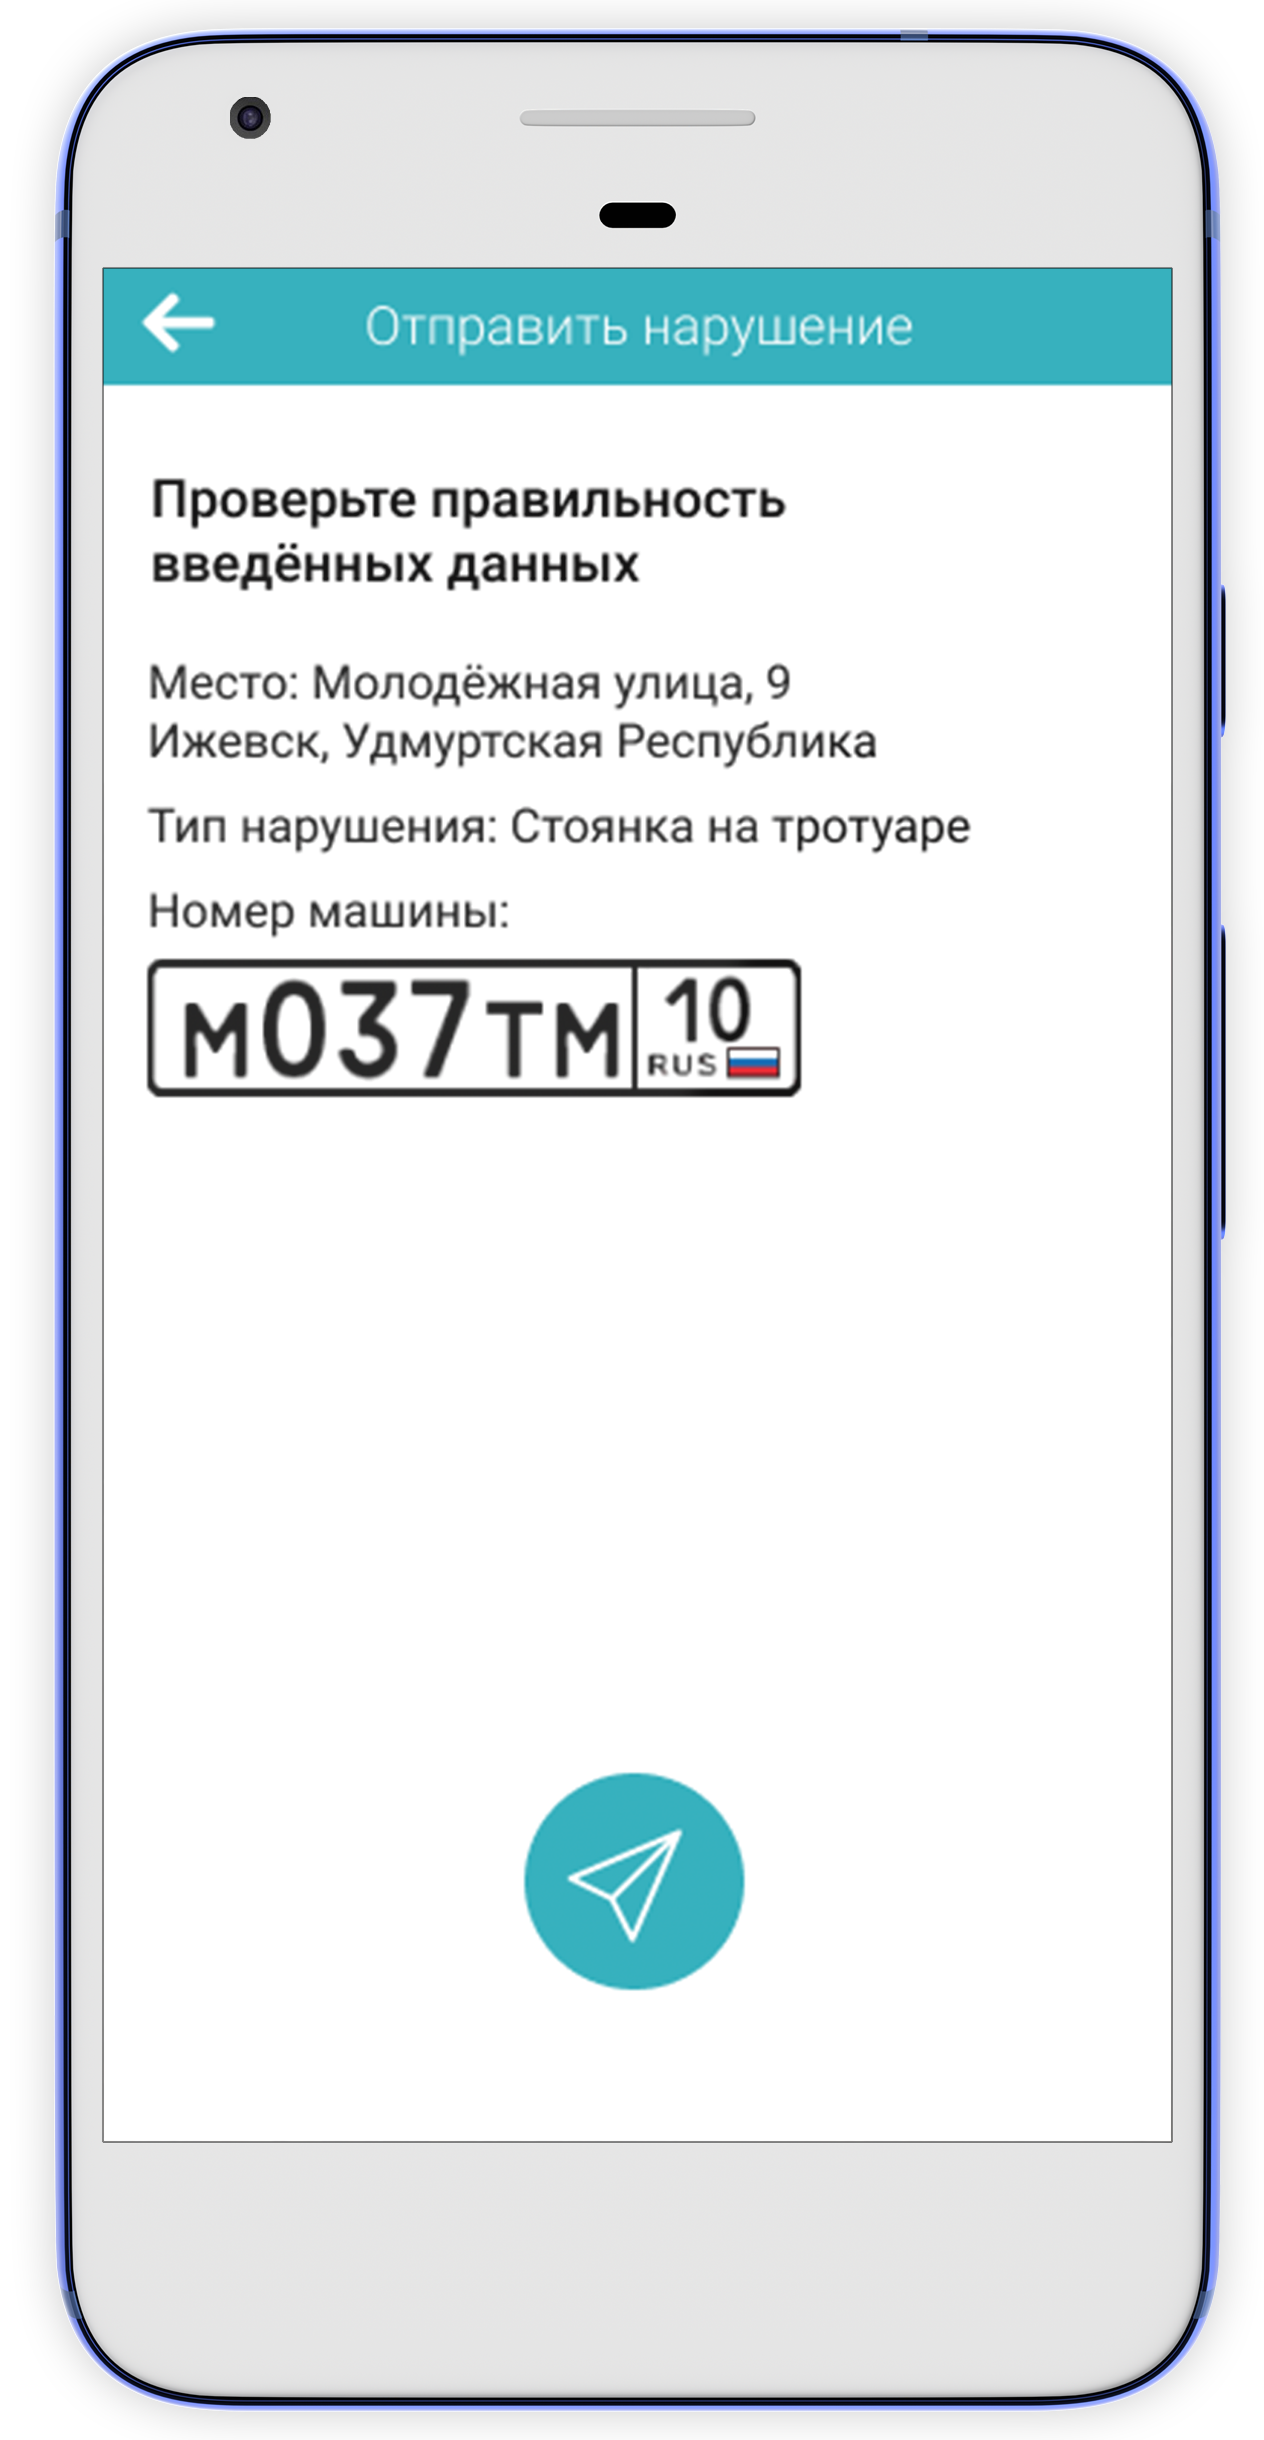 Отправить нарушение
Проверьте правильность
введённых данных
Место: Молодёжная улица, 9
Ижевск, Удмуртская Республика
Тип нарушения: Стоянка на тротуаре
Номер машины:
м037тм 10
RUS